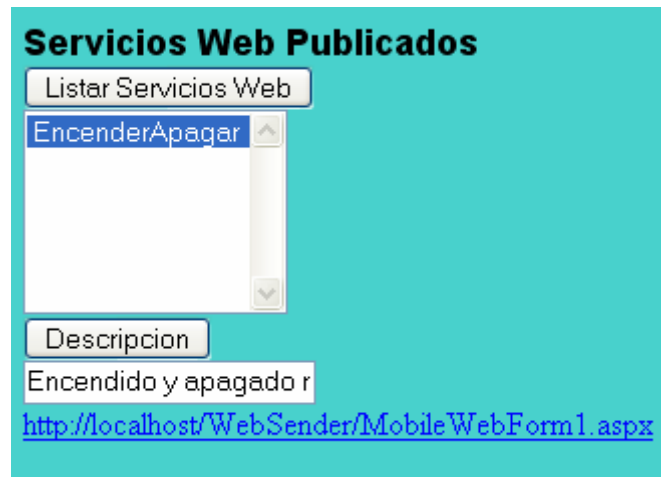 Servicios Web Publicados
Listar Servicios Web
EncenderApagar
Descripcion
Encendido y apagado r
http://localhost/WebSender/MobileWebForm1.aspx